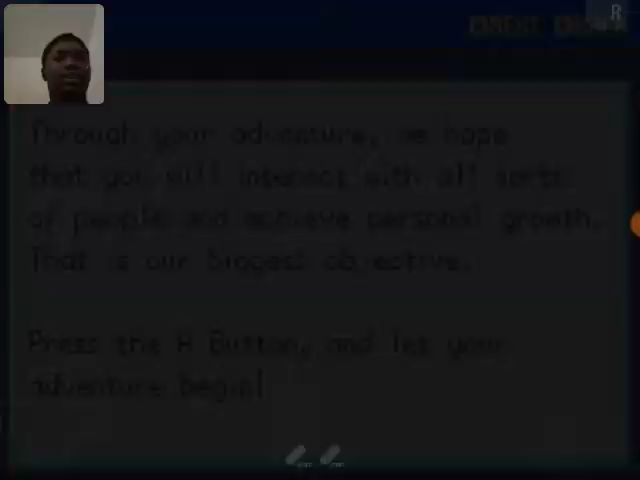 R
Through your adventure, we hope
that you will interact with all sorts
of people and achieve personal growth.
That is our biggest objective.
Press the A Button, and let your
adventure begin!